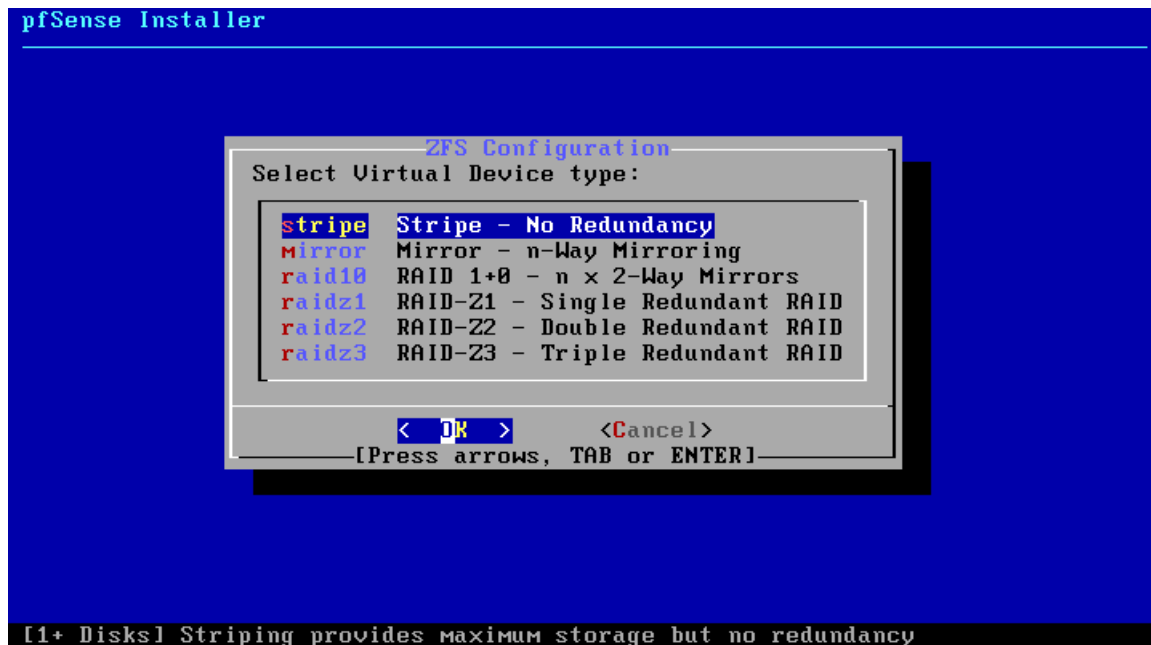 pfSense Installer
ZFS Configuration
Select Virtual Device type:
stripe Stripe - No Redundancy
mirror Mirror - n-Way Mirroring
raid10 RAID 1+0 - n x 2-Way Mirrors
raidz1 RAID-Z1 - Single Redundant RAID
raidz2 RAID-Z2 - Double Redundant RAID
raidz3 RAID-Z3 - Triple Redundant RAID
< OK > <Cancel>
[Press arrows, TAB or ENTER]
[1+ Disks] Striping provides maximum storage but no redundancy